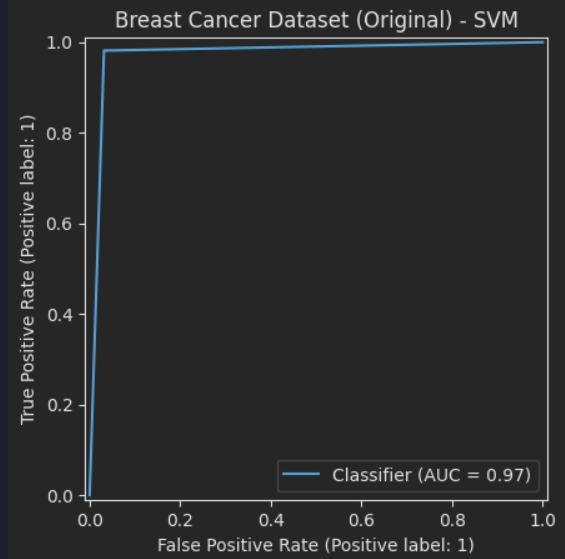 Breast Cancer Dataset (Original) - SVM
1.0
0.8
0.6
0.4
0.2
0.0
True Positive Rate (Positive label: 1)
Classifier (AUC = 0.97)
0.0 0.2 0.4 0.6 0.8 1.0
False Positive Rate (Positive label: 1)